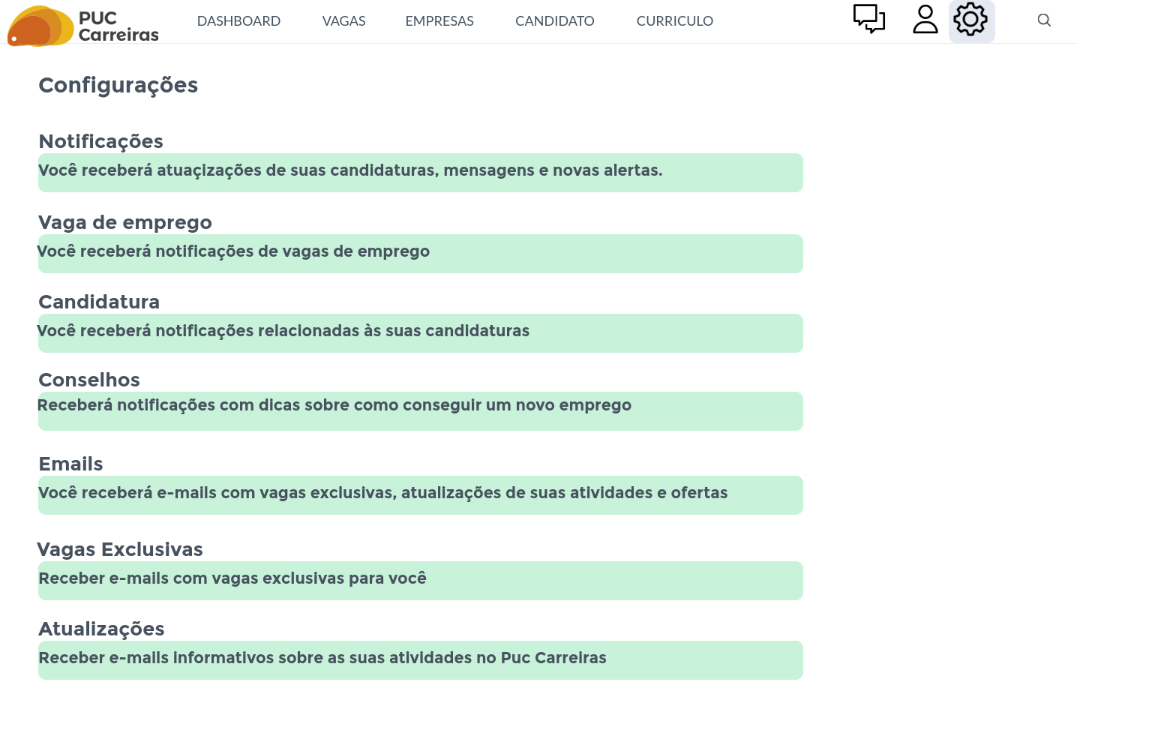 PUC
Carreiras
DASHBOARD VAGAS EMPRESAS CANDIDATO CURRICULO
Configurações
Notificações
Você receberá atuaçizações de suas candidaturas, mensagens e novas alertas.
Vaga de emprego
Você receberá notificações de vagas de emprego
Candidatura
Você receberá notificações relacionadas às suas candidaturas
Conselhos
Receberá notificações com dicas sobre como conseguir um novo emprego
Emails
Você receberá e-mails com vagas exclusivas, atualizações de suas atividades e ofertas
Vagas Exclusivas
Receber e-mails com vagas exclusivas para você
Atualizações
Receber e-mails informativos sobre as suas atividades no Puc Carreiras